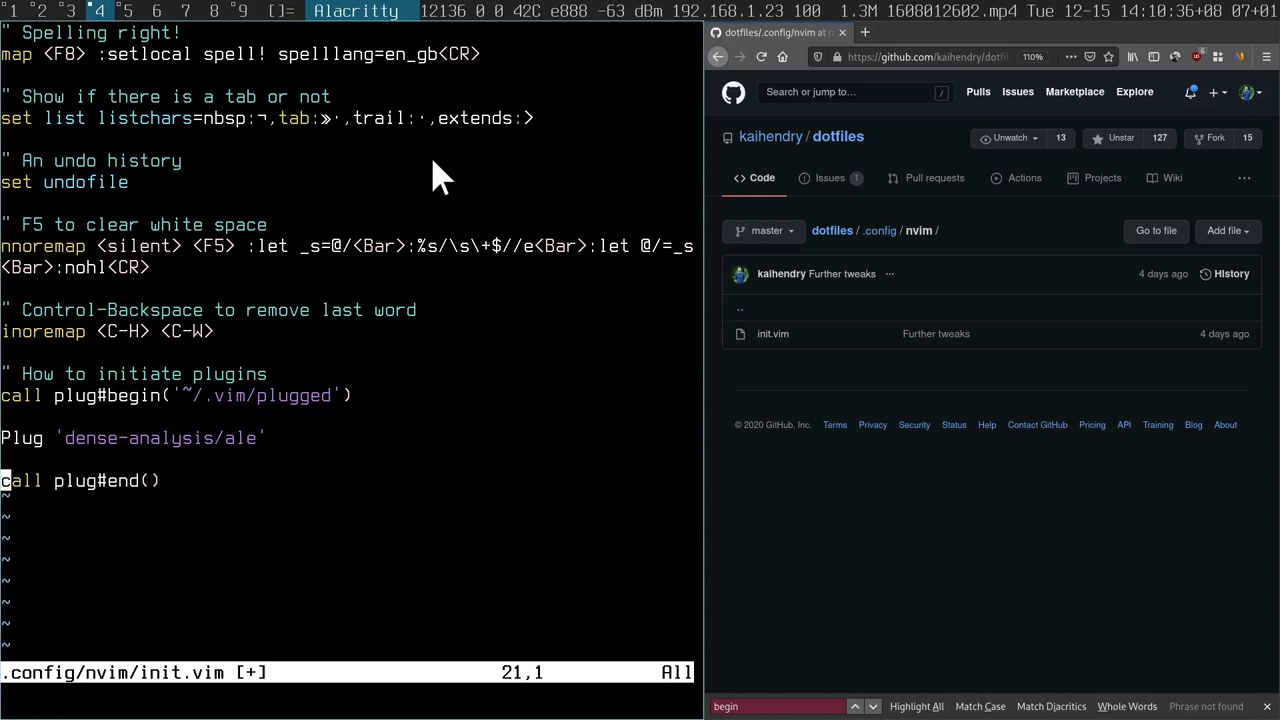 1 2 3 4 5 6 7 8 9 []= Alacritty 12136 0 0 42C e888 -63 dBm 192.168.1.23 100 1.3M 1608012602.mp4 Tue 12-15 14:10:36+08 07+01
" Spelling right!
map <F8> :setlocal spell! spelllang=en_gb<CR>
" Show if there is a tab or not
set list listchars=nbsp:¬,tab:»·,trail:·,extends:>
" An undo history
set undofile
" F5 to clear white space
nnoremap <silent> <F5> :let _s=@/<Bar>:%s/\s\+$//e<Bar>:let @/=_s
<Bar>:nohl<CR>
" Control-Backspace to remove last word
inoremap <C-H> <C-W>
" How to initiate plugins
call plug#begin('~/.vim/plugged')
Plug 'dense-analysis/ale'
call plug#end()
~
~
~
~
~
~
~
~
.config/nvim/init.vim [+] 21,1 All
dotfiles/.config/nvim at m
https://github.com/kaihendry/dotfi 110%
Search or jump to... / Pulls Issues Marketplace Explore
kaihendry / dotfiles Unwatch 13 Unstar 127 Fork 15
Code Issues 1 Pull requests Actions Projects Wiki
master dotfiles / .config / nvim / Go to file Add file
kaihendry Further tweaks 4 days ago History
..
init.vim Further tweaks 4 days ago
© 2020 GitHub, Inc. Terms Privacy Security Status Help Contact GitHub Pricing API Training Blog About
begin Highlight All Match Case Match Diacritics Whole Words Phrase not found